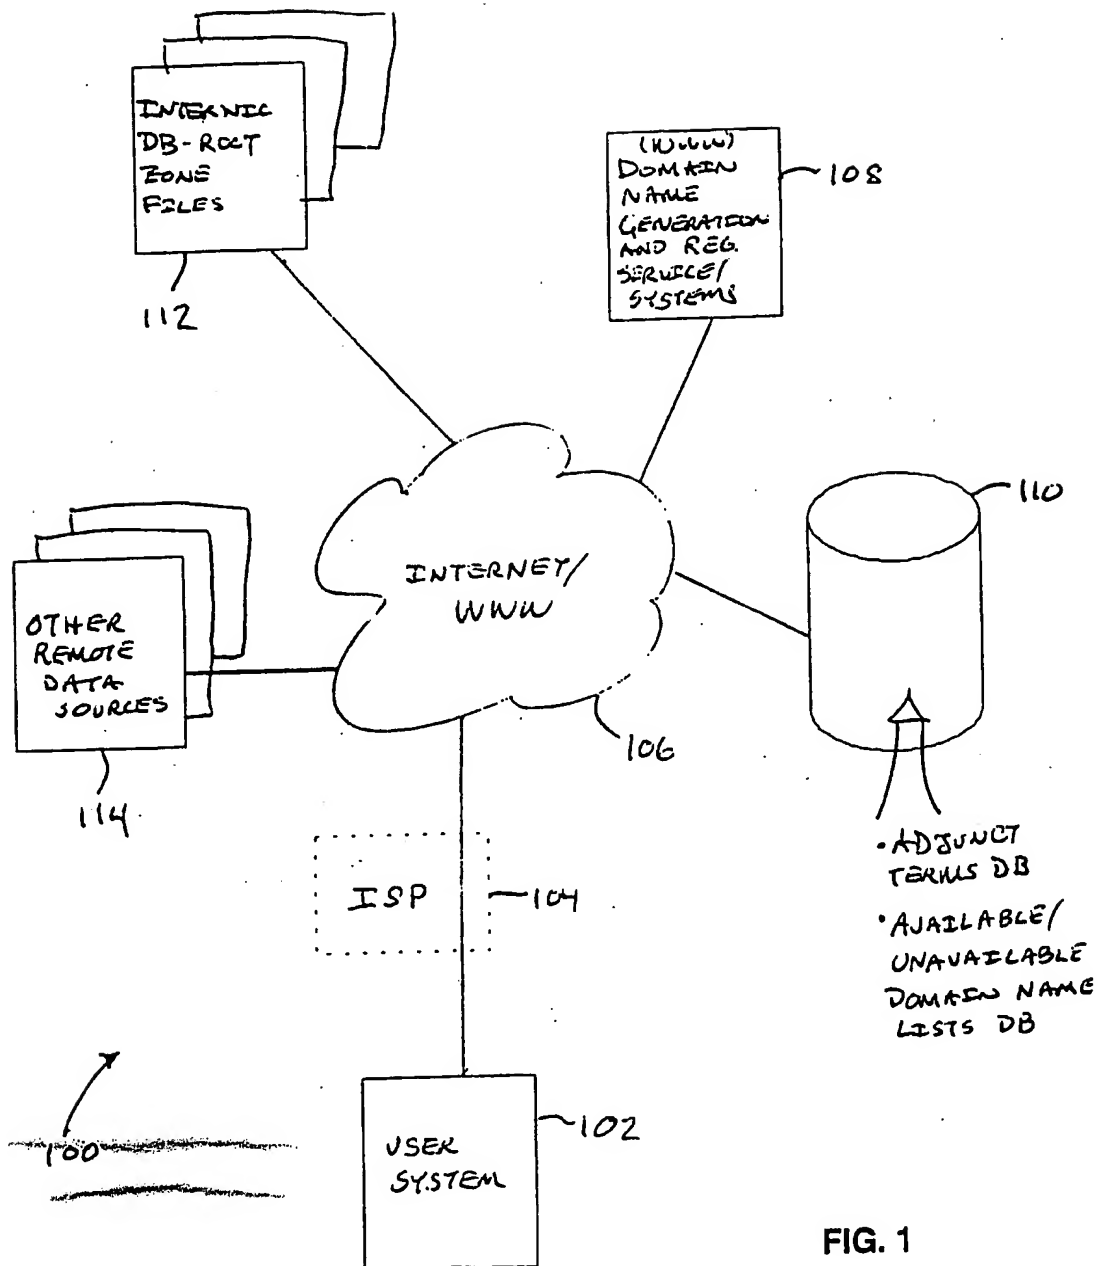 INTERNIC
DB-ROOT
ZONE
FILES
112
(WWW)
DOMAIN
NAME
GENERATION
AND REG.
SERVICE/
SYSTEMS
108
110
INTERNET/
WWW
106
OTHER
REMOTE
DATA
SOURCES
114
• ADJUNCT
TERMS DB
• AVAILABLE/
UNAVAILABLE
DOMAIN NAME
LISTS DB
ISP
104
100
USER
SYSTEM
102
FIG. 1